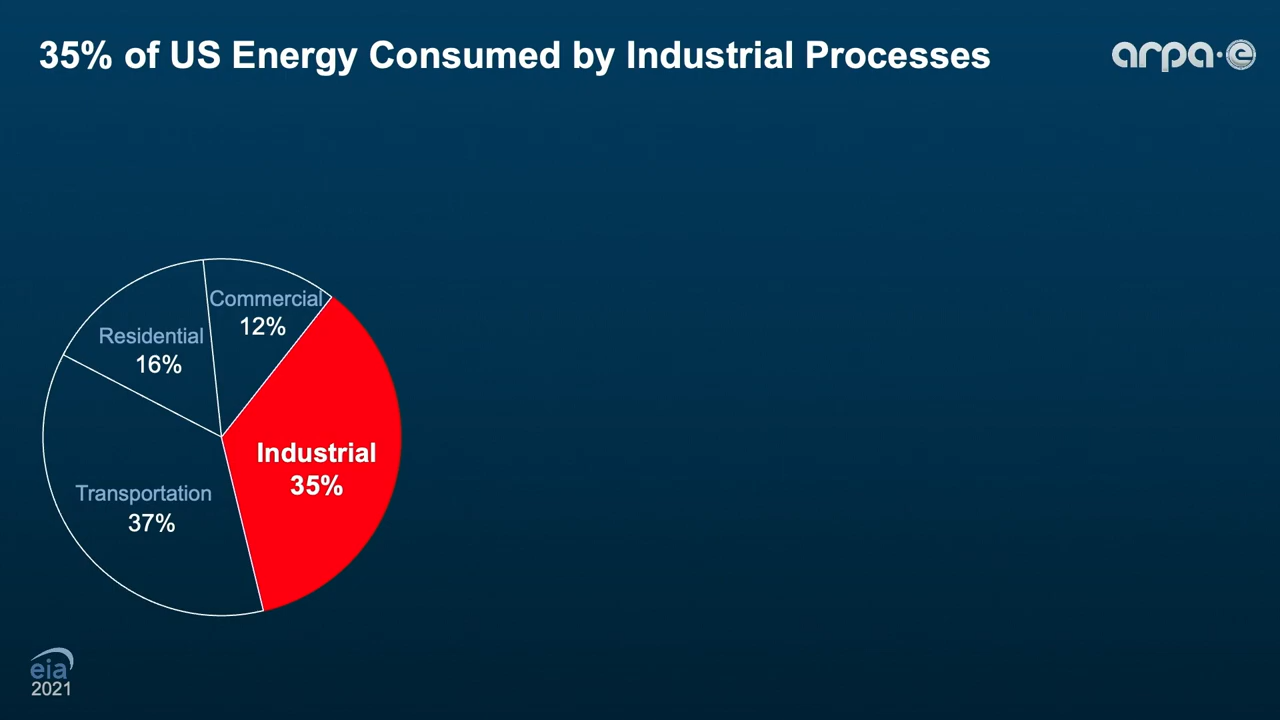 35% of US Energy Consumed by Industrial Processes
arpa·e
Commercial
12%
Residential
16%
Industrial
35%
Transportation
37%
eia
2021